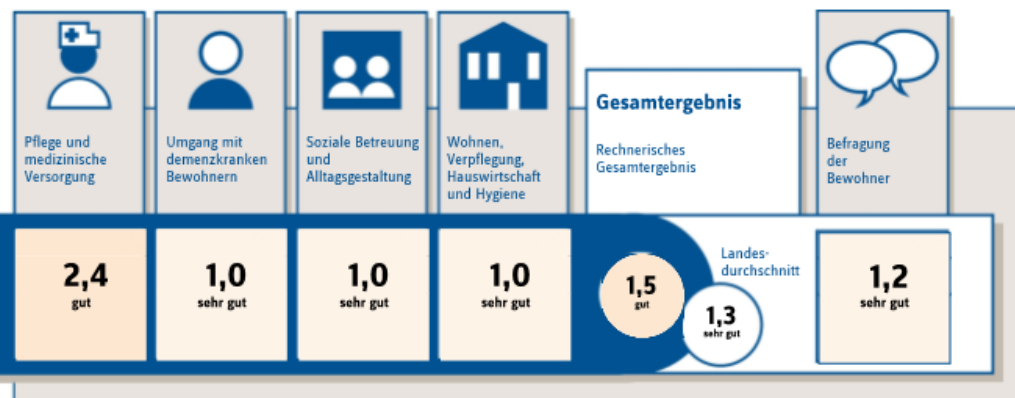 Pflege und
medizinische
Versorgung
Umgang mit
demenzkranken
Bewohnern
Soziale Betreuung
und
Alltagsgestaltung
Wohnen,
Verpflegung,
Hauswirtschaft
und Hygiene
Gesamtergebnis
Rechnerisches
Gesamtergebnis
Befragung
der
Bewohner
2,4
gut
1,0
sehr gut
1,0
sehr gut
1,0
sehr gut
1,5
gut
Landes-
durchschnitt
1,3
sehr gut
1,2
sehr gut